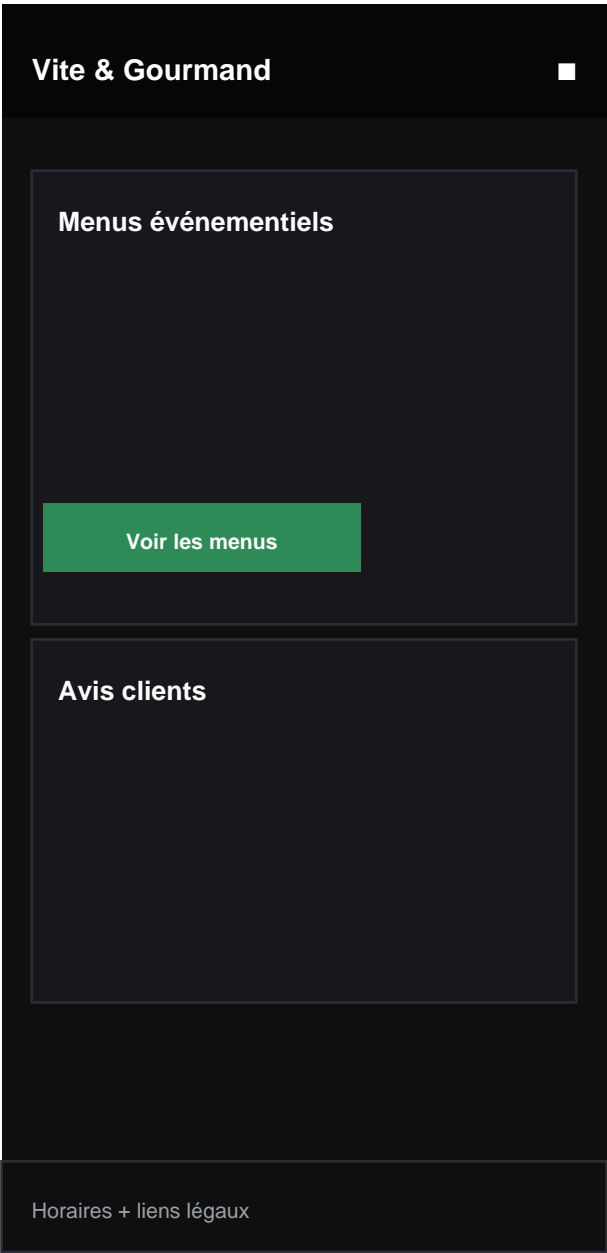 Vite & Gourmand
Menus événementiels
Voir les menus
Avis clients
Horaires + liens légaux